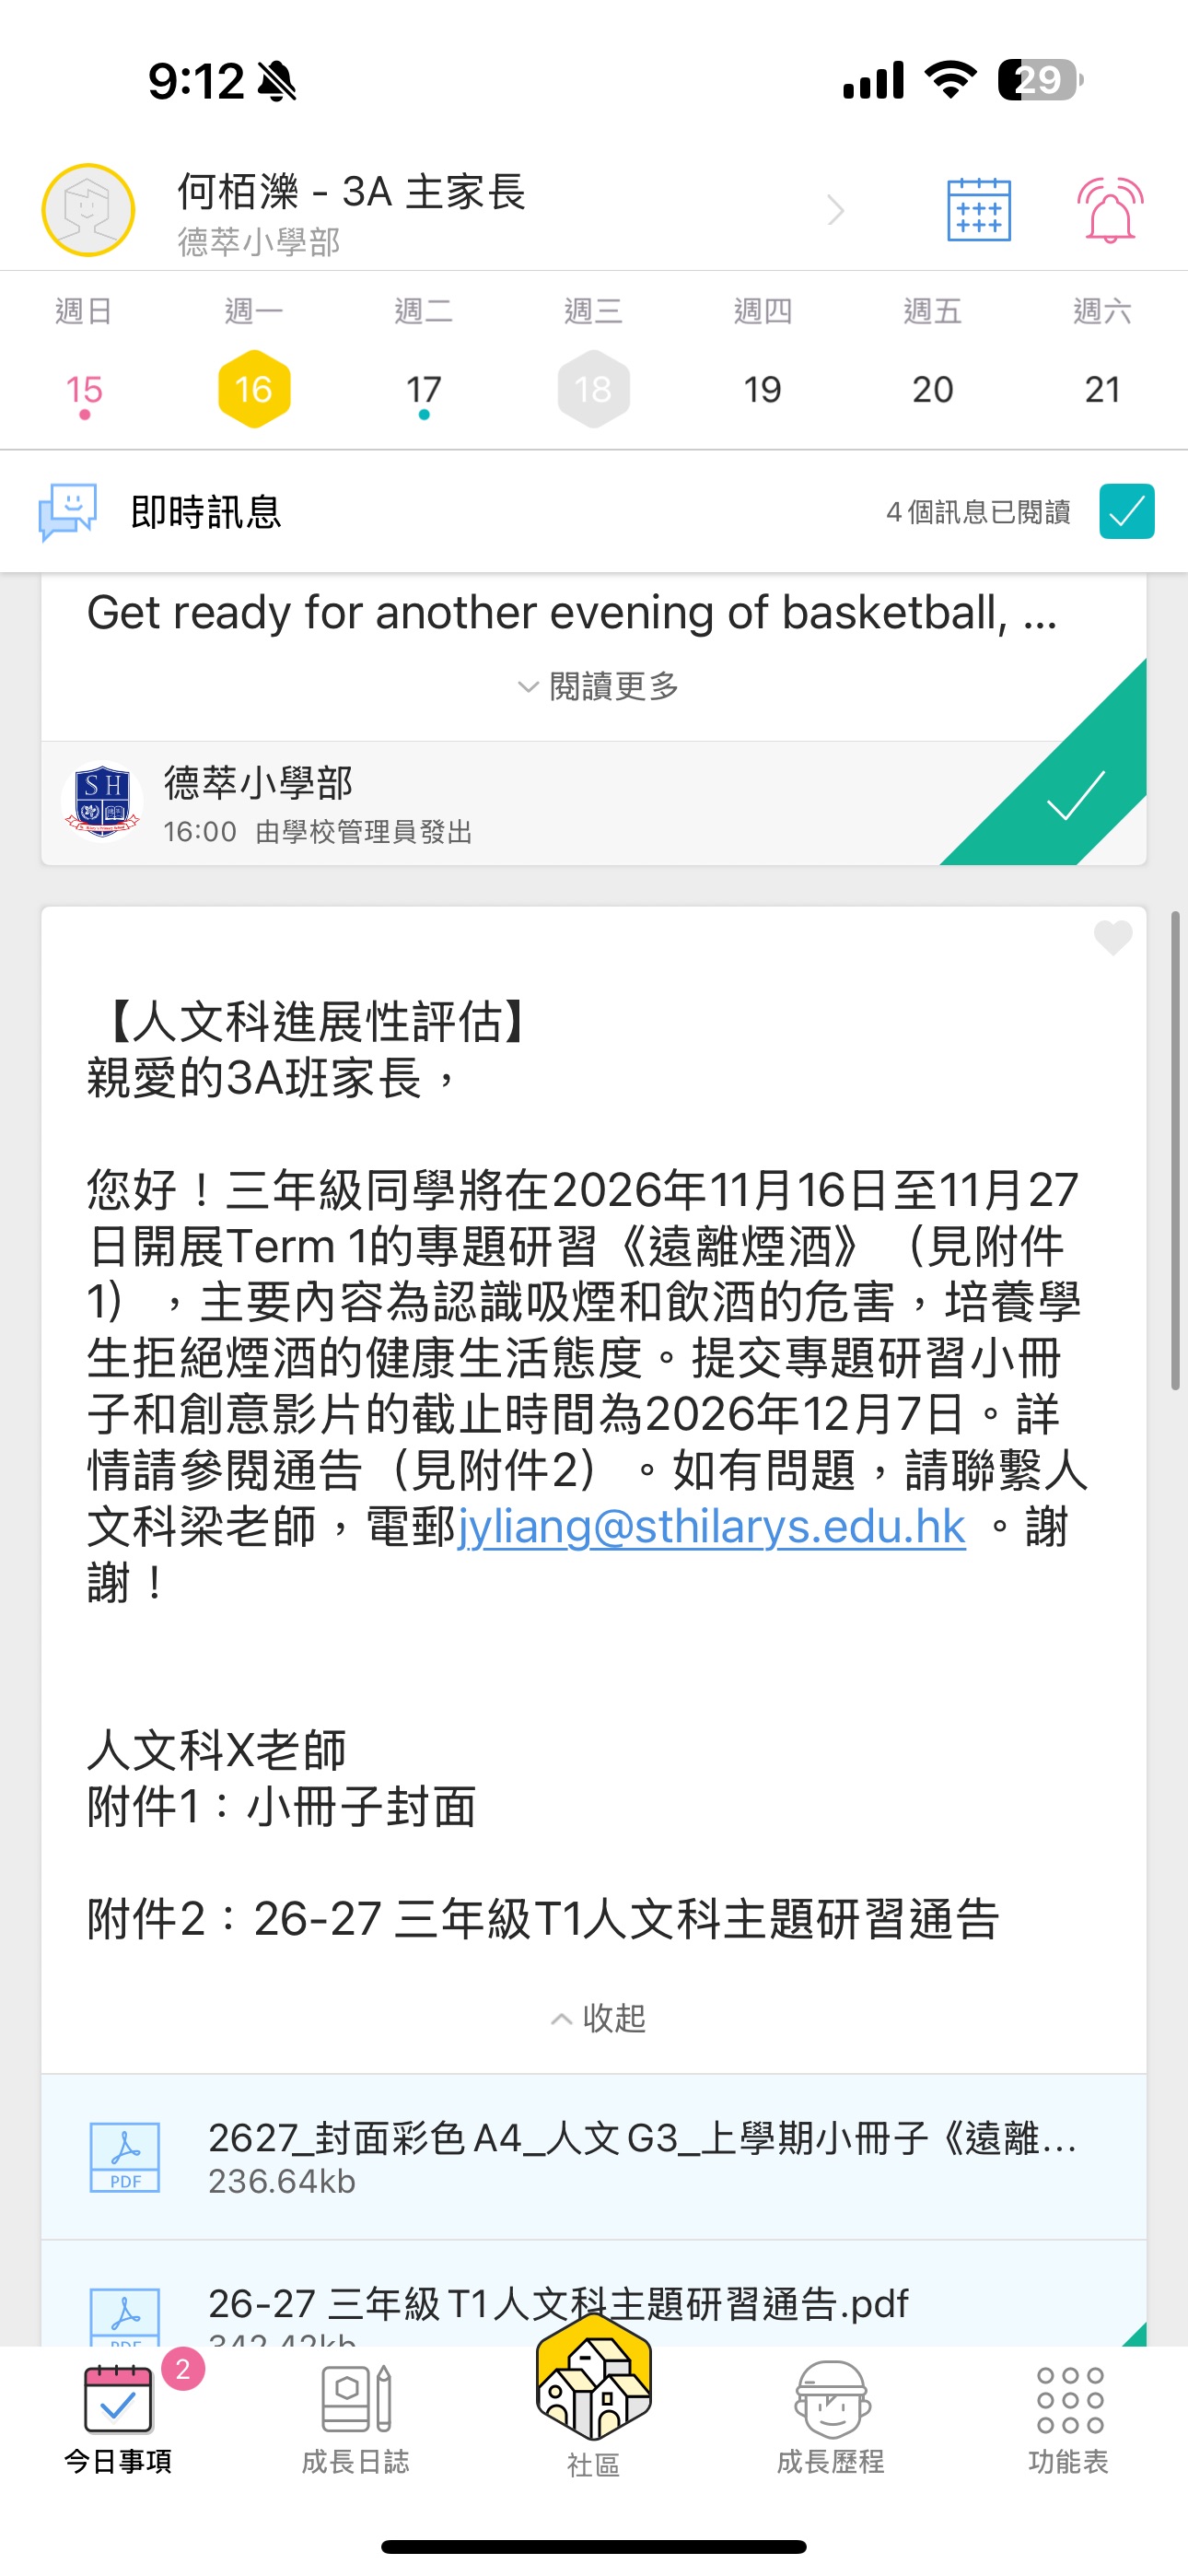 9:12
29
何栢濼 - 3A 主家長
德萃小學部
週日 週一 週二 週三 週四 週五 週六
15 16 17 18 19 20 21
即時訊息
4個訊息已閱讀
Get ready for another evening of basketball, ...
閱讀更多
SH
德萃小學部
16:00 由學校管理員發出
【人文科進展性評估】
親愛的3A班家長，
您好！三年級同學將在2026年11月16日至11月27
日開展Term 1的專題研習《遠離煙酒》（見附件
1），主要內容為認識吸煙和飲酒的危害，培養學
生拒絕煙酒的健康生活態度。提交專題研習小冊
子和創意影片的截止時間為2026年12月7日。詳
情請參閱通告（見附件2）。如有問題，請聯繫人
文科梁老師，電郵jyliang@sthilarys.edu.hk 。謝
謝！
人文科X老師
附件1：小冊子封面
附件2：26-27 三年級T1人文科主題研習通告
收起
PDF
2627_封面彩色A4_人文G3_上學期小冊子《遠離...
236.64kb
PDF
26-27 三年級T1人文科主題研習通告.pdf
342.42kb
2
今日事項
成長日誌
社區
成長歷程
功能表